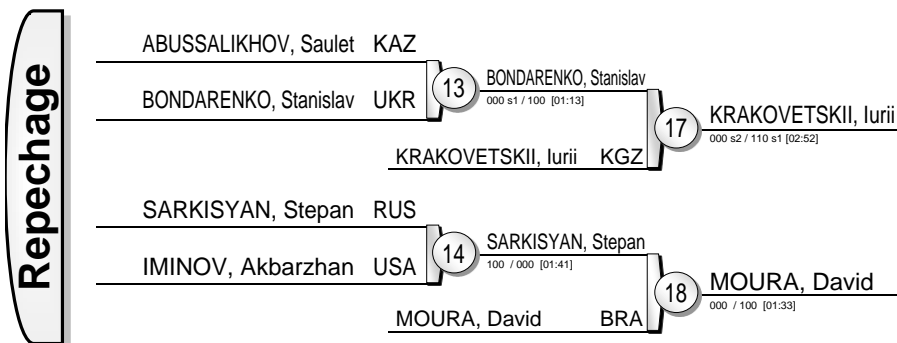 Repechage
ABUSSALIKHOV, Saulet KAZ
BONDARENKO, Stanislav UKR
13
BONDARENKO, Stanislav
000 s1 / 100 [01:13]
KRAKOVETSKII, Iurii KGZ
17
KRAKOVETSKII, Iurii
000 s2 / 110 s1 [02:52]
SARKISYAN, Stepan RUS
IMINOV, Akbarzhan USA
14
SARKISYAN, Stepan
100 / 000 [01:41]
MOURA, David BRA
18
MOURA, David
000 / 100 [01:33]